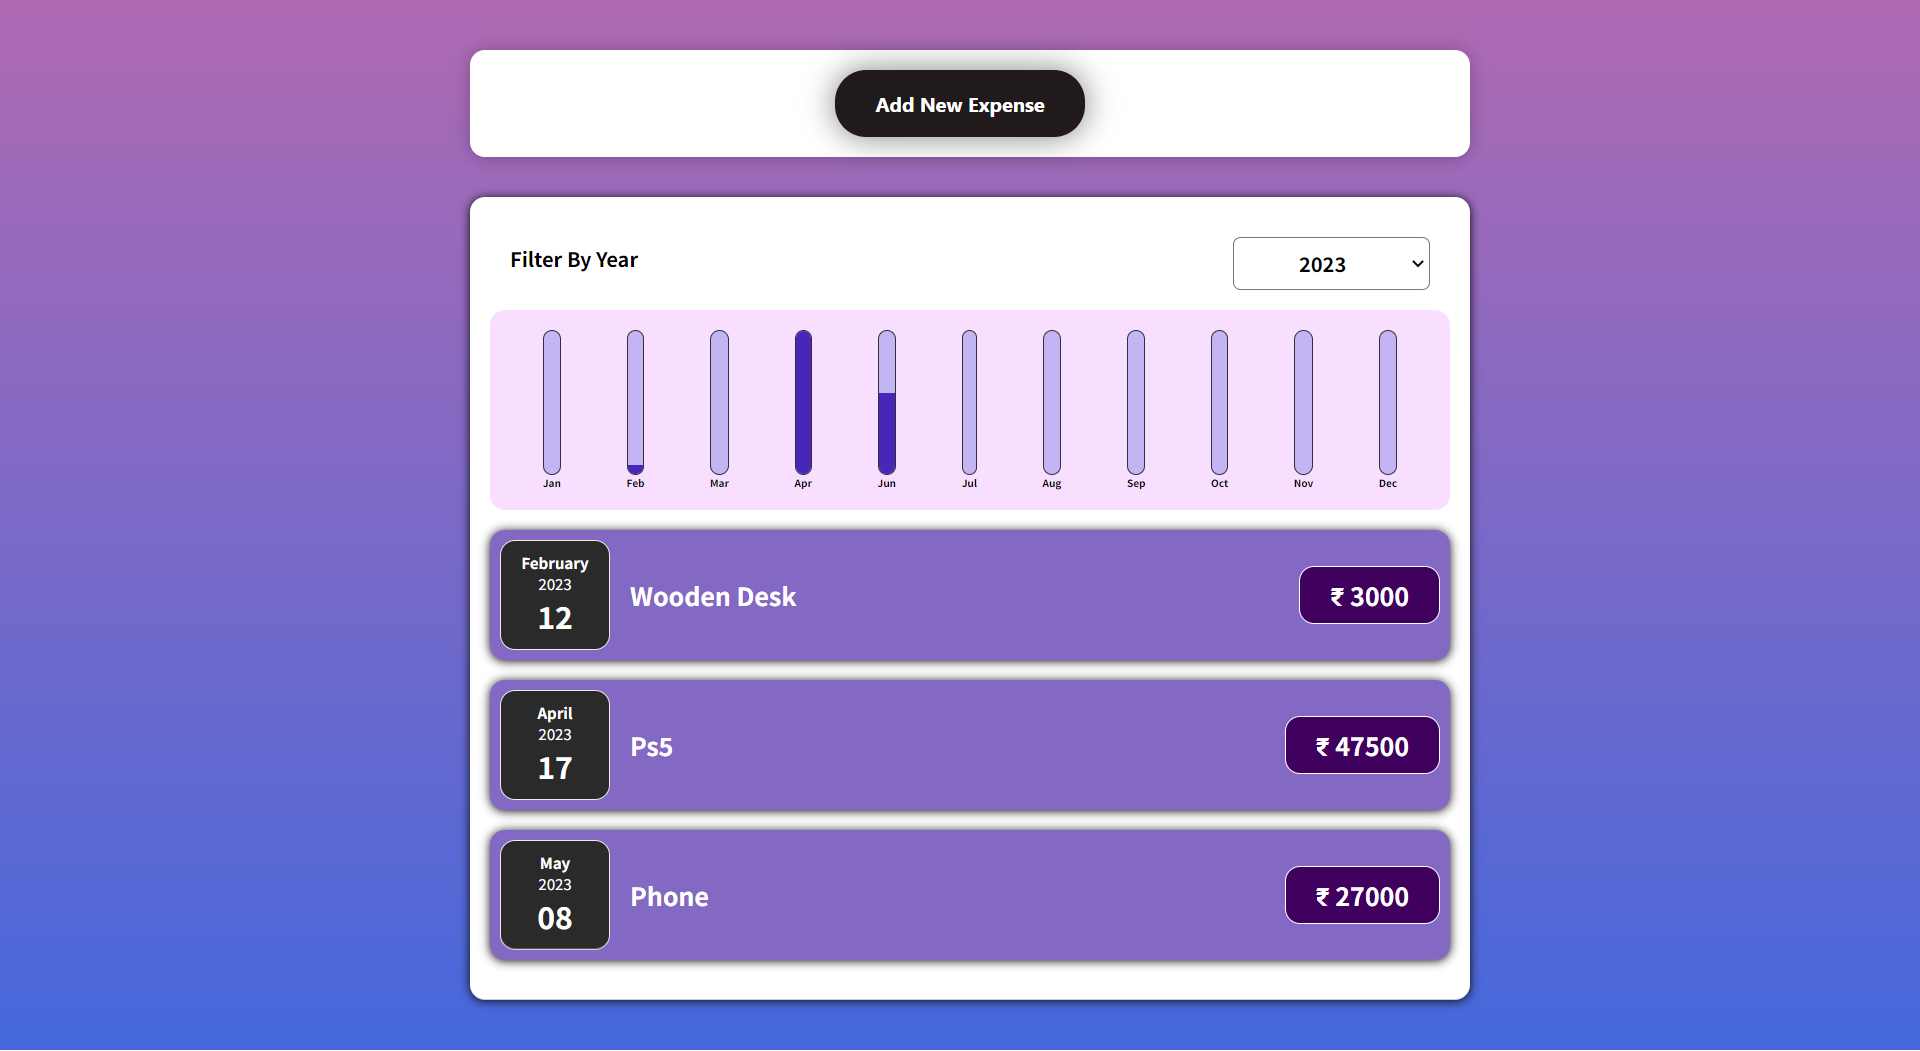 Add New Expense
Filter By Year
2023
Jan Feb Mar Apr Jun Jul Aug Sep Oct Nov Dec
February
2023
12
Wooden Desk
₹ 3000
April
2023
17
Ps5
₹ 47500
May
2023
08
Phone
₹ 27000